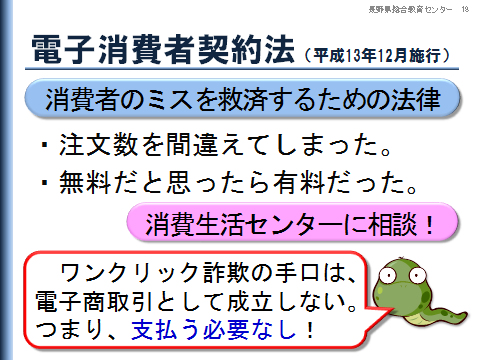 長野県総合教育センター 18
電子消費者契約法（平成13年12月施行）
消費者のミスを救済するための法律
・注文数を間違えてしまった。
・無料だと思ったら有料だった。
消費生活センターに相談！
ワンクリック詐欺の手口は、
電子商取引として成立しない。
つまり、支払う必要なし！